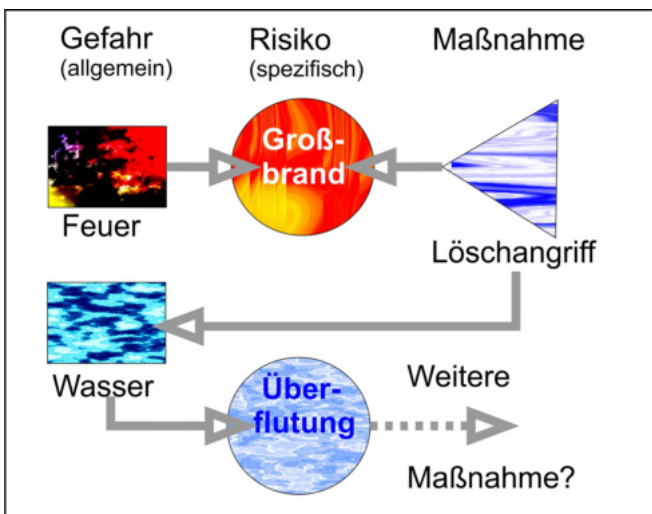 Gefahr
(allgemein)
Risiko
(spezifisch)
Maßnahme
Groß-
brand
Feuer
Löschangriff
Wasser
Über-
flutung
Weitere
Maßnahme?